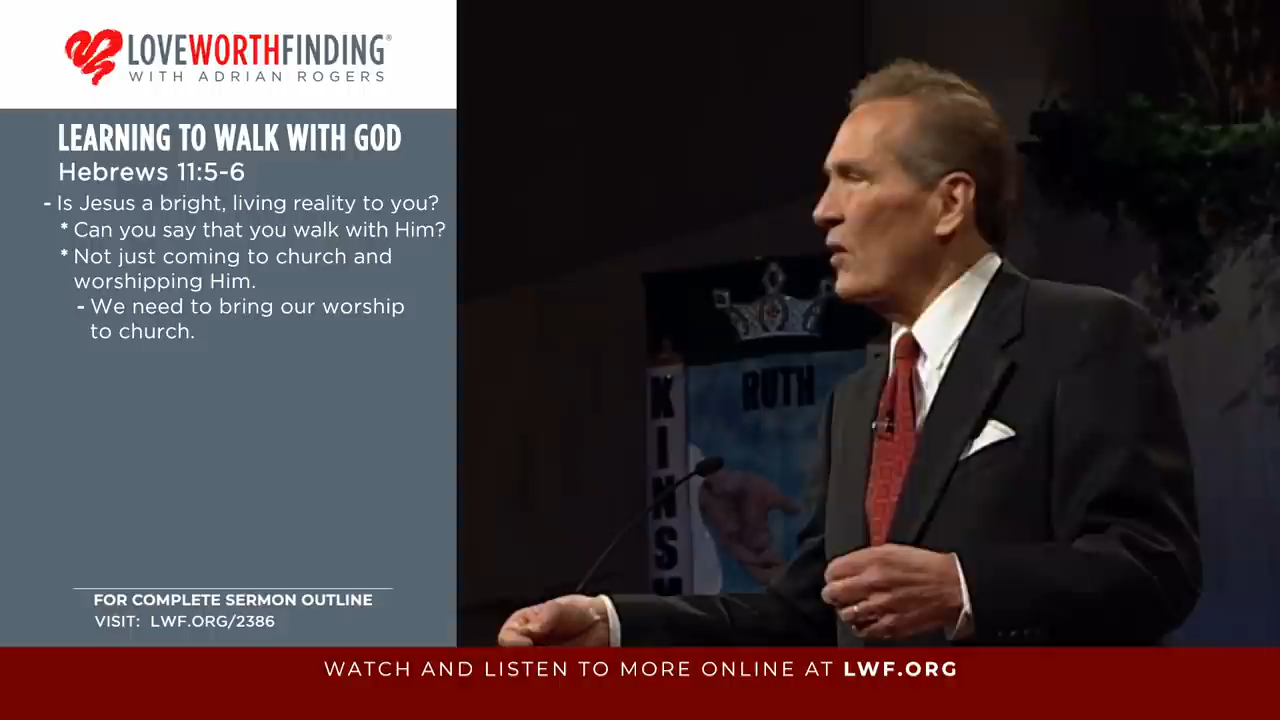 LOVEWORTHFINDING®
WITH ADRIAN ROGERS
LEARNING TO WALK WITH GOD
Hebrews 11:5-6
- Is Jesus a bright, living reality to you?
* Can you say that you walk with Him?
* Not just coming to church and
worshipping Him.
- We need to bring our worship
to church.
FOR COMPLETE SERMON OUTLINE
VISIT: LWF.ORG/2386
RUTH
KINS
WATCH AND LISTEN TO MORE ONLINE AT LWF.ORG